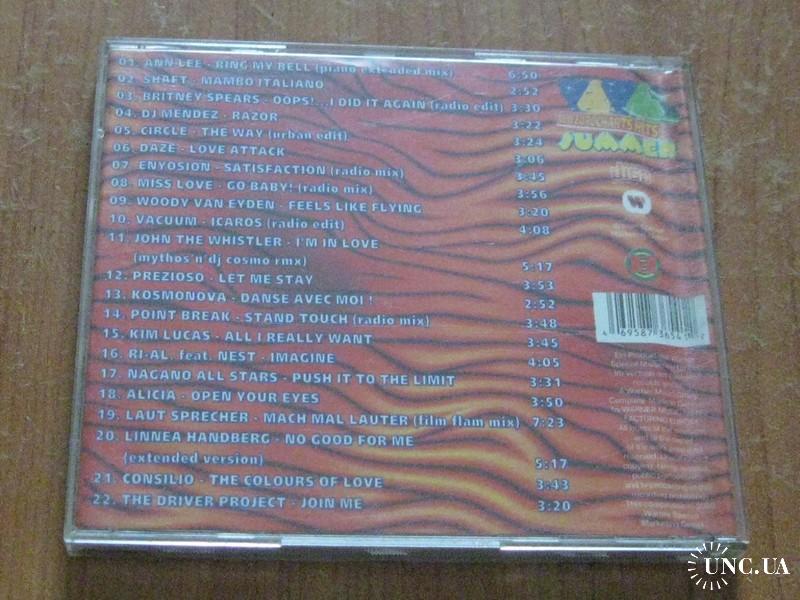 01. ANN LEE - RING MY BELL (piano extended mix) 6:50
02. SHAFT - MAMBO ITALIANO 2:52
03. BRITNEY SPEARS - OOPS!...I DID IT AGAIN (radio edit) 3:30
04. DJ MENDEZ - RAZOR 3:22
05. CIRCLE - THE WAY (urban edit) 3:24
06. DAZE - LOVE ATTACK 3:06
07. ENYOSION - SATISFACTION (radio mix) 3:45
08. MISS LOVE - GO BABY! (radio mix) 3:56
09. WOODY VAN EYDEN - FEELS LIKE FLYING 3:20
10. VACUUM - ICAROS (radio edit) 4:08
11. JOHN THE WHISTLER - I'M IN LOVE
(mythos'n'dj cosmo rmx) 5:17
12. PREZIOSO - LET ME STAY 3:53
13. KOSMONOVA - DANSE AVEC MOI! 2:52
14. POINT BREAK - STAND TOUCH (radio mix) 3:48
15. KIM LUCAS - ALL I REALLY WANT 3:45
16. RI-AL. feat. NEST - IMAGINE 4:05
17. NAGANO ALL STARS - PUSH IT TO THE LIMIT 3:31
18. ALICIA - OPEN YOUR EYES 3:50
19. LAUT SPRECHER - MACH MAL LAUTER (film flam mix) 7:23
20. LINNEA HANDBERG - NO GOOD FOR ME
(extended version) 5:17
21. CONSILIO - THE COLOURS OF LOVE 3:43
22. THE DRIVER PROJECT - JOIN ME 3:20
SUMMER
UNC.UA